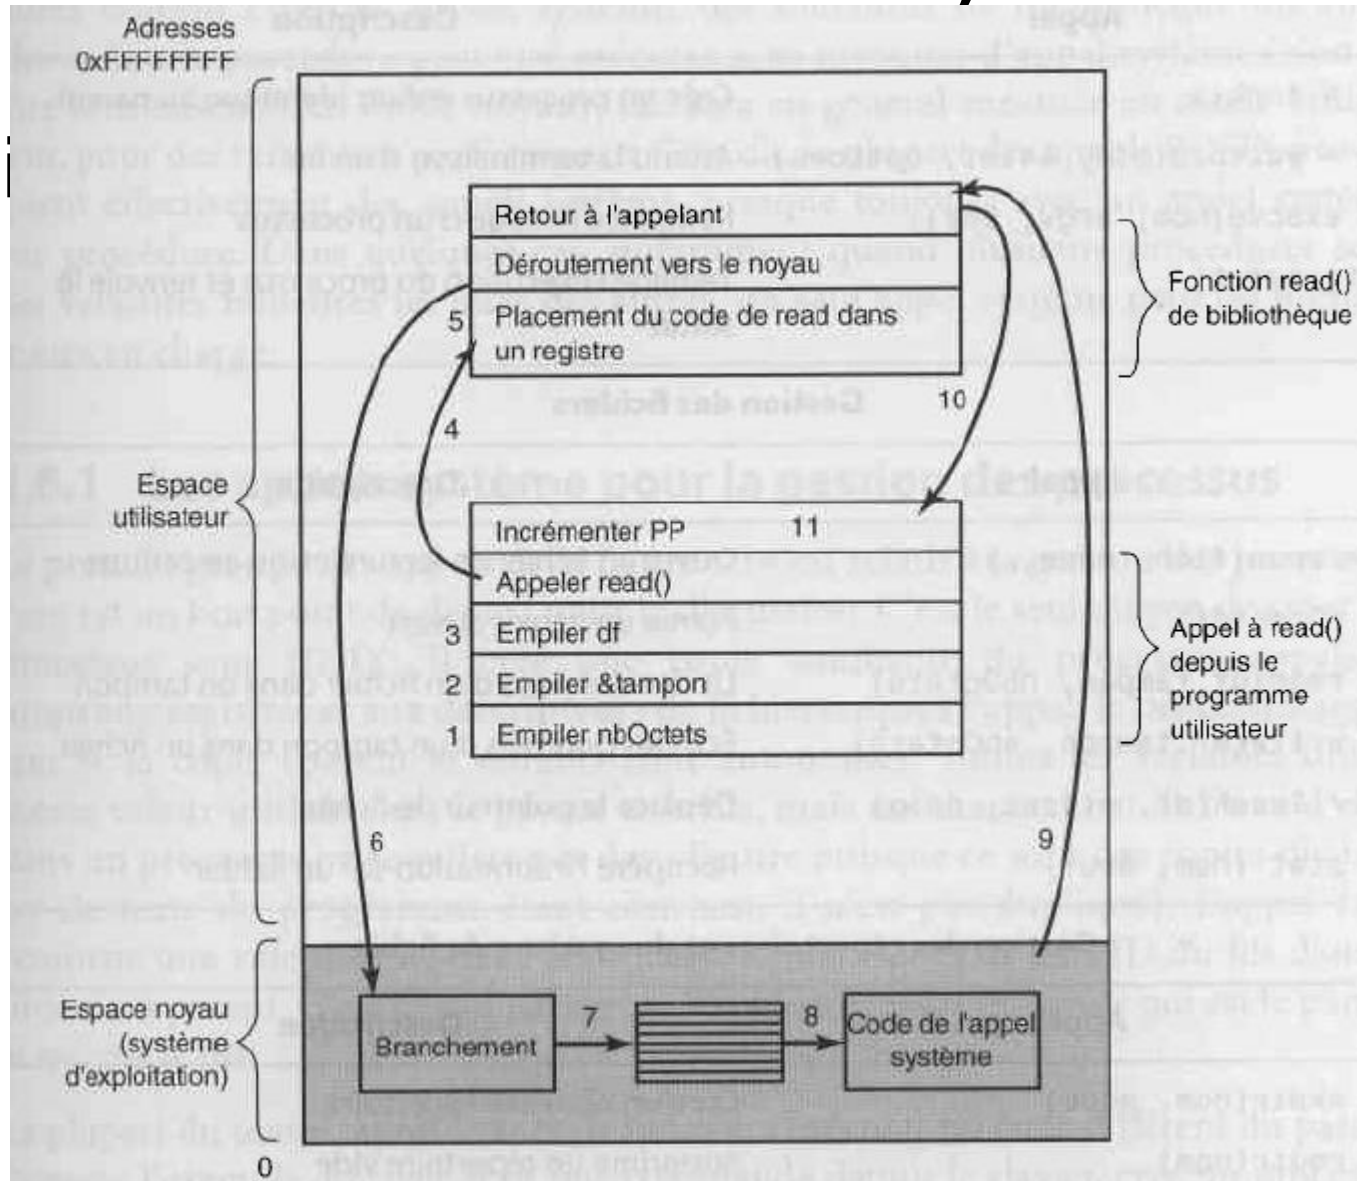 Adresses
0xFFFFFFFF
Retour à l'appelant
Déroutement vers le noyau
5 Placement du code de read dans
un registre
Fonction read()
de bibliothèque
10
4
Espace
utilisateur
Incrémenter PP 11
Appeler read()
3 Empiler df
2 Empiler &tampon
1 Empiler nbOctets
Appel à read()
depuis le
programme
utilisateur
6
9
Espace noyau
(système
d'exploitation)
Branchement
7
8
Code de l'appel
système
0